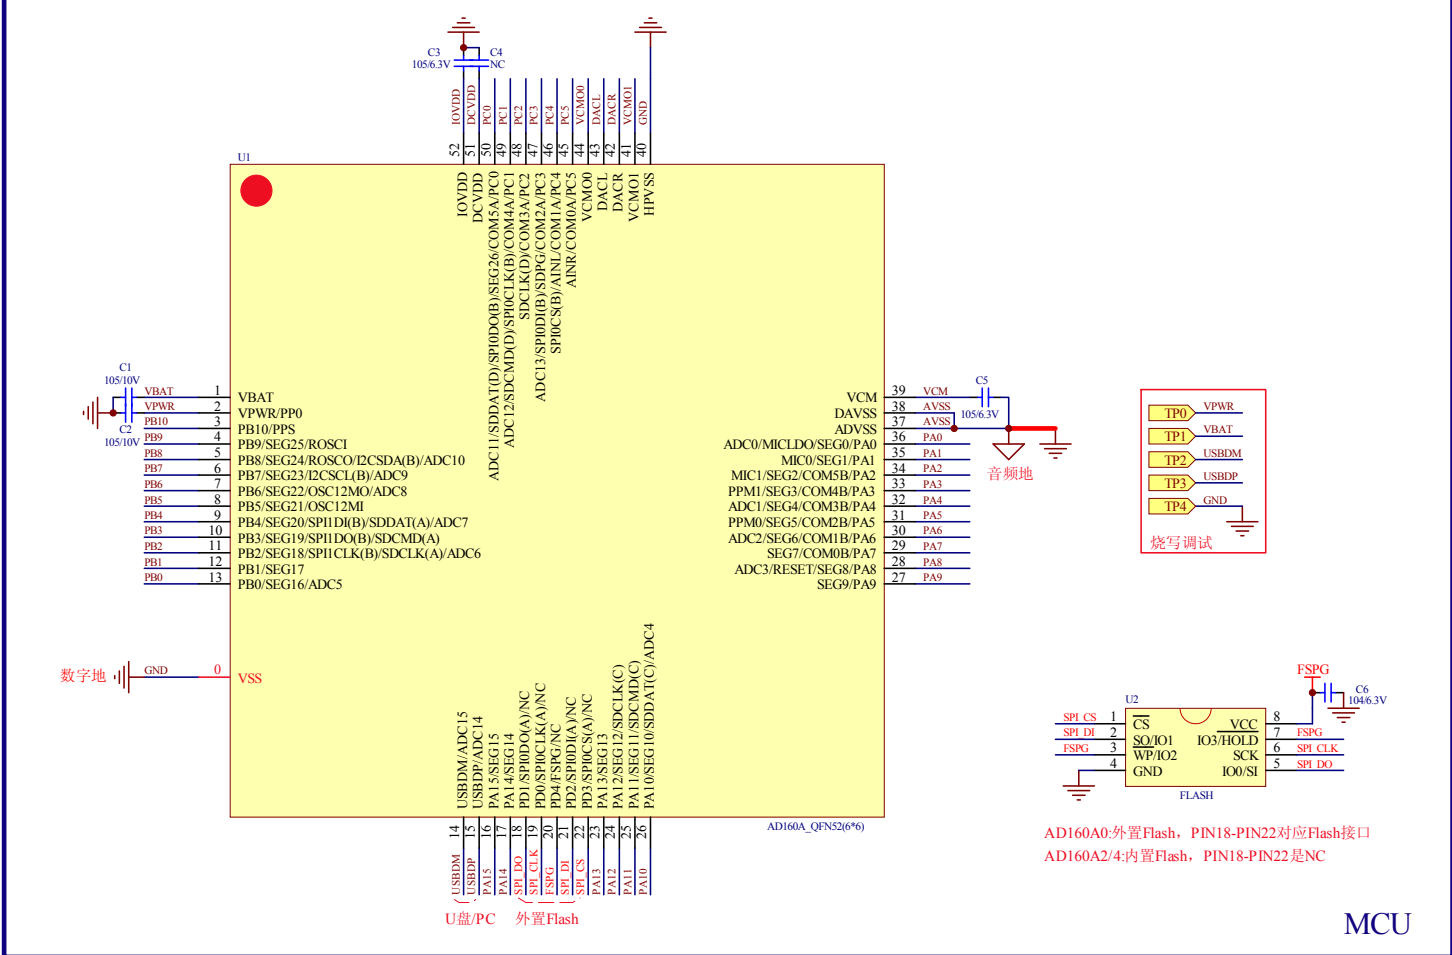 C3
105/6.3V
C4
NC
IOVDD
DCVDD
PC0
PC1
PC2
PC3
PC4
PC5
VCMO0
DACL
DACR
VCMO1
GND
52
51
50
49
48
47
46
45
44
43
42
41
40
U1
IOVDD
DCVDD
ADC11/SDDAT(D)/SPI0DO(B)/SEG26/COM5A/PC0
ADC12/SDCMD(D)/SPI0CLK(B)/COM4A/PC1
SDCLK(D)/COM3A/PC2
ADC13/SPI0DI(B)/SDPG/COM2A/PC3
SPI0CS(B)/AINL/COM1A/PC4
AINR/COM0A/PC5
VCMO0
DACL
DACR
VCMO1
HPVSS
C1
105/10V
C2
105/10V
VBAT 1 VBAT
VPWR 2 VPWR/PP0
PB10 3 PB10/PPS
PB9 4 PB9/SEG25/ROSCI
PB8 5 PB8/SEG24/ROSCO/I2CSDA(B)/ADC10
PB7 6 PB7/SEG23/I2CSCL(B)/ADC9
PB6 7 PB6/SEG22/OSC12MO/ADC8
PB5 8 PB5/SEG21/OSC12MI
PB4 9 PB4/SEG20/SPI1DI(B)/SDDAT(A)/ADC7
PB3 10 PB3/SEG19/SPI1DO(B)/SDCMD(A)
PB2 11 PB2/SEG18/SPI1CLK(B)/SDCLK(A)/ADC6
PB1 12 PB1/SEG17
PB0 13 PB0/SEG16/ADC5
数字地 GND 0 VSS
VCM 39 VCM
DAVSS 38 AVSS
ADVSS 37
ADC0/MICLDO/SEG0/PA0 36 PA0
MIC0/SEG1/PA1 35 PA1
MIC1/SEG2/COM5B/PA2 34 PA2
PPM1/SEG3/COM4B/PA3 33 PA3
ADC1/SEG4/COM3B/PA4 32 PA4
PPM0/SEG5/COM2B/PA5 31 PA5
ADC2/SEG6/COM1B/PA6 30 PA6
SEG7/COM0B/PA7 29 PA7
ADC3/RESET/SEG8/PA8 28 PA8
SEG9/PA9 27 PA9
C5
105/6.3V
音频地
TP0 VPWR
TP1 VBAT
TP2 USBDM
TP3 USBDP
TP4 GND
烧写调试
USBDM/ADC15
USBDP/ADC14
PA15/SEG15
PA14/SEG14
PD1/SPI0DO(A)/NC
PD0/SPI0CLK(A)/NC
PD4/FSPG/NC
PD2/SPI0DI(A)/NC
PD3/SPI0CS(A)/NC
PA13/SEG13
PA12/SEG12/SDCLK(C)
PA11/SEG11/SDCMD(C)
PA10/SEG10/SDDAT(C)/ADC4
14
15
16
17
18
19
20
21
22
23
24
25
26
AD160A_QFN52(6*6)
USBDM
USBDP
PA15
PA14
SPI_DO
SPI_CLK
FSPG
SPI_DI
SPI_CS
PA13
PA12
PA11
PA10
U盘/PC
外置Flash
FSPG
C6
104/6.3V
U2
SPI_CS 1 CS
SPI_DI 2 SO/IO1
FSPG 3 WP/IO2
4 GND
VCC 8
IO3/HOLD 7 FSPG
SCK 6 SPI_CLK
IO0/SI 5 SPI_DO
FLASH
AD160A0:外置Flash，PIN18-PIN22对应Flash接口
AD160A2/4:内置Flash，PIN18-PIN22是NC
MCU